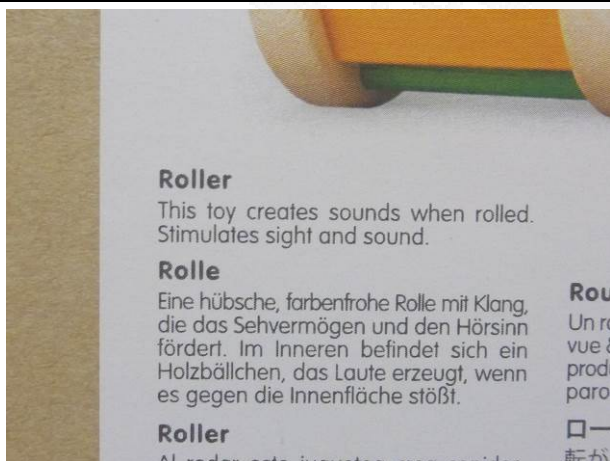 Roller
This toy creates sounds when rolled.
Stimulates sight and sound.
Rolle
Eine hübsche, farbenfrohe Rolle mit Klang,
die das Sehvermögen und den Hörsinn
fördert. Im Inneren befindet sich ein
Holzbällchen, das Laute erzeugt, wenn
es gegen die Innenfläche stößt.
Roller
Un
vue &